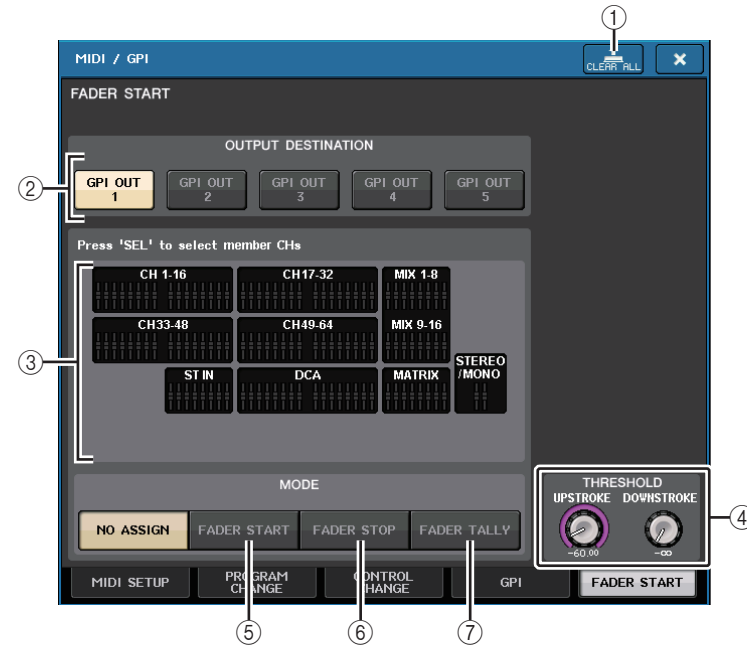 ①
MIDI / GPI
CLEAR ALL
×
FADER START
OUTPUT DESTINATION
②
GPI OUT 1
GPI OUT 2
GPI OUT 3
GPI OUT 4
GPI OUT 5
Press 'SEL' to select member CHs
CH 1-16
CH17-32
MIX 1-8
CH33-48
CH49-64
MIX 9-16
③
ST IN
DCA
MATRIX
STEREO
/MONO
MODE
NO ASSIGN
FADER START
FADER STOP
FADER TALLY
THRESHOLD
UPSTROKE
DOWNSTROKE
-60.00
-∞
④
MIDI SETUP
PROGRAM
CHANGE
CONTROL
CHANGE
GPI
FADER START
⑤
⑥
⑦